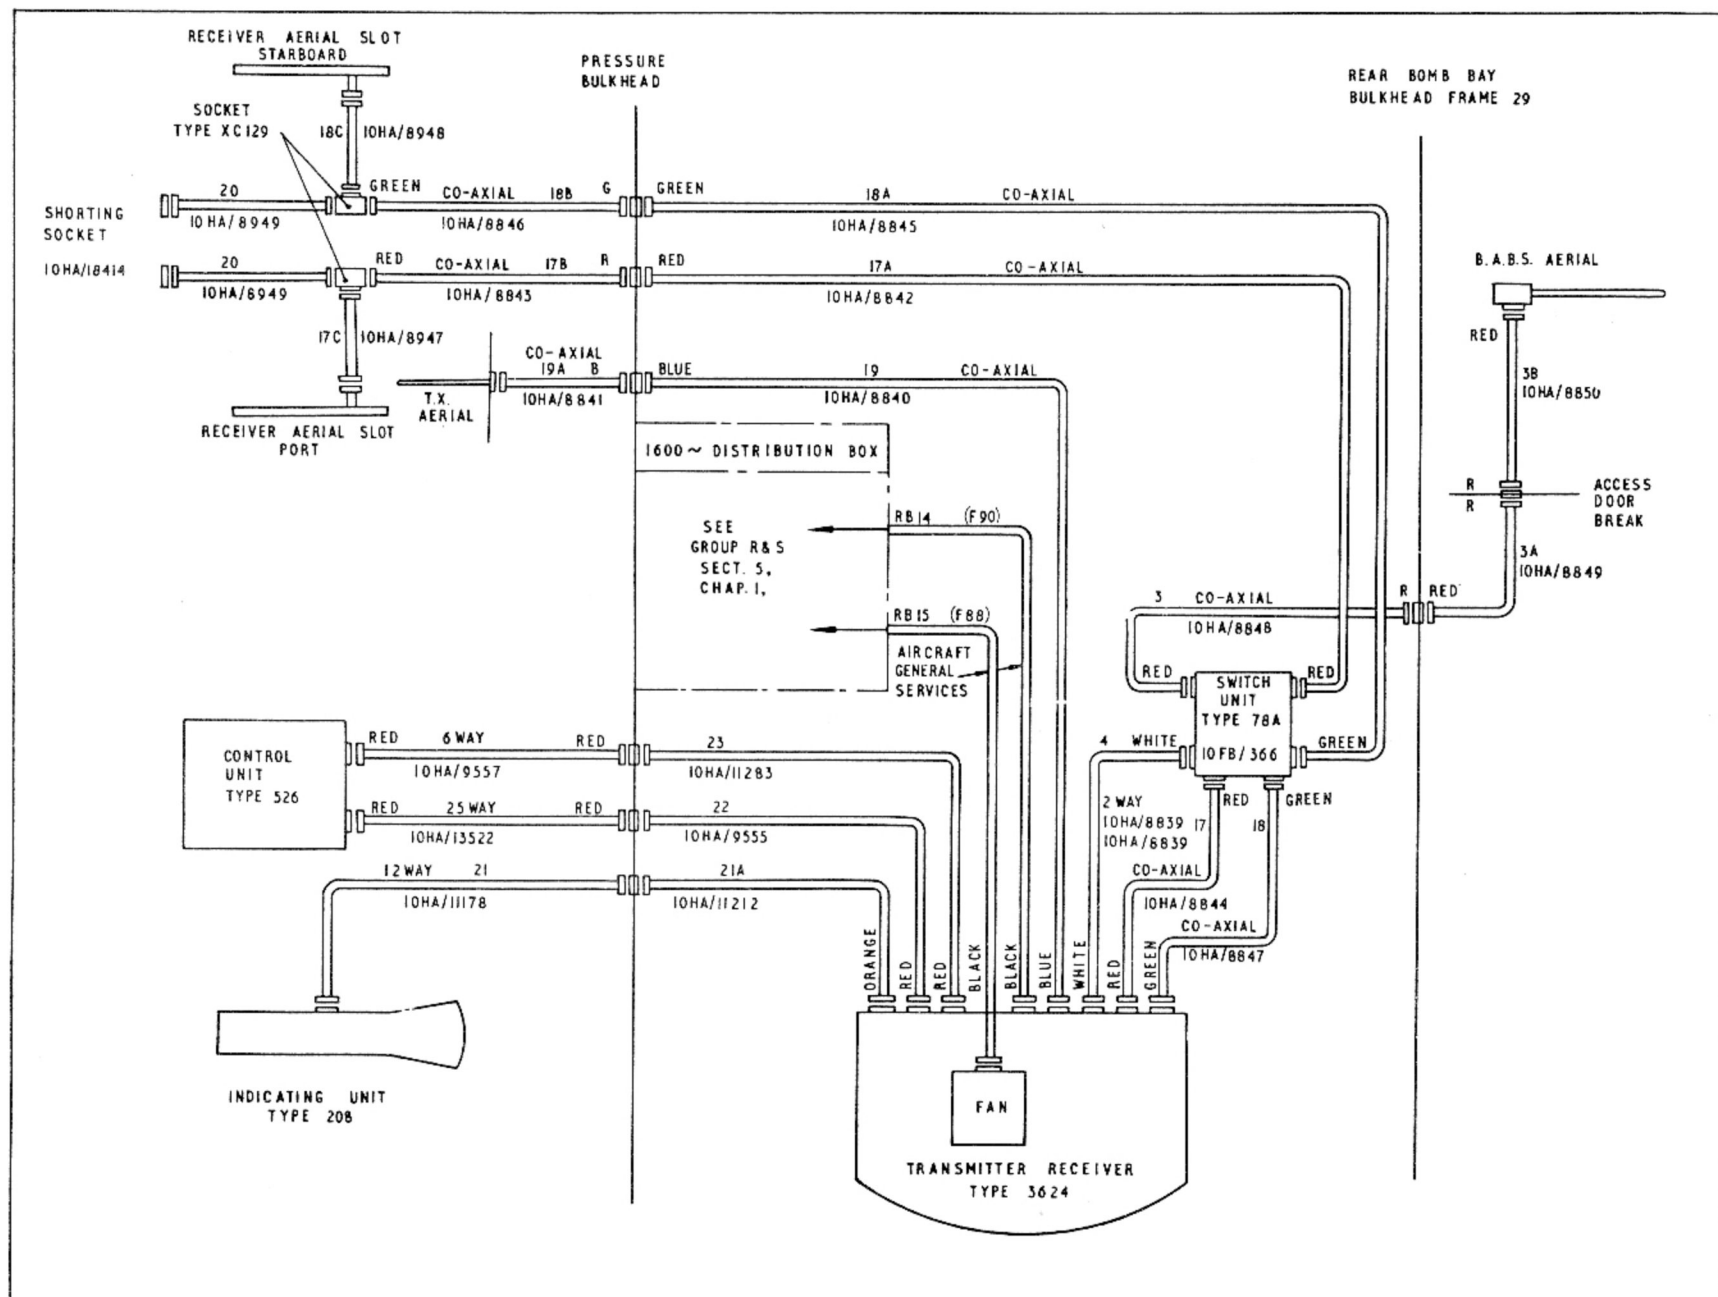 RECEIVER AERIAL SLOT
STARBOARD
PRESSURE
BULKHEAD
REAR BOMB BAY
BULKHEAD FRAME 29
SOCKET
TYPE XC129
18C
10HA/8948
SHORTING
SOCKET
10HA/18414
20
10HA/8949
GREEN
CO-AXIAL
18B
G
10HA/8846
GREEN
18A
CO-AXIAL
10HA/8845
20
10HA/8949
RED
CO-AXIAL
17B
R
10HA/8843
RED
17A
CO-AXIAL
10HA/8842
B.A.B.S. AERIAL
RED
3B
10HA/8850
17C
10HA/8947
CO-AXIAL
19A
B
10HA/8841
BLUE
19
CO-AXIAL
10HA/8840
T.X.
AERIAL
RECEIVER AERIAL SLOT
PORT
1600~ DISTRIBUTION BOX
SEE
GROUP R & S
SECT. 5,
CHAP. 1,
RB14 (F90)
RB15 (F88)
AIRCRAFT
GENERAL
SERVICES
R
R
ACCESS
DOOR
BREAK
3A
10HA/8849
3
CO-AXIAL
R
RED
10HA/8848
RED
SWITCH
UNIT
TYPE 78A
10FB/366
RED
4
WHITE
GREEN
RED
GREEN
2 WAY
10HA/8839
10HA/8839
17
18
CO-AXIAL
10HA/8844
CO-AXIAL
10HA/8847
CONTROL
UNIT
TYPE 526
RED
6 WAY
RED
10HA/9557
23
10HA/11283
RED
25 WAY
RED
10HA/13522
22
10HA/9555
12 WAY
21
10HA/11178
21A
10HA/11212
ORANGE
RED
RED
BLACK
BLACK
BLUE
WHITE
RED
GREEN
INDICATING UNIT
TYPE 208
FAN
TRANSMITTER RECEIVER
TYPE 3624